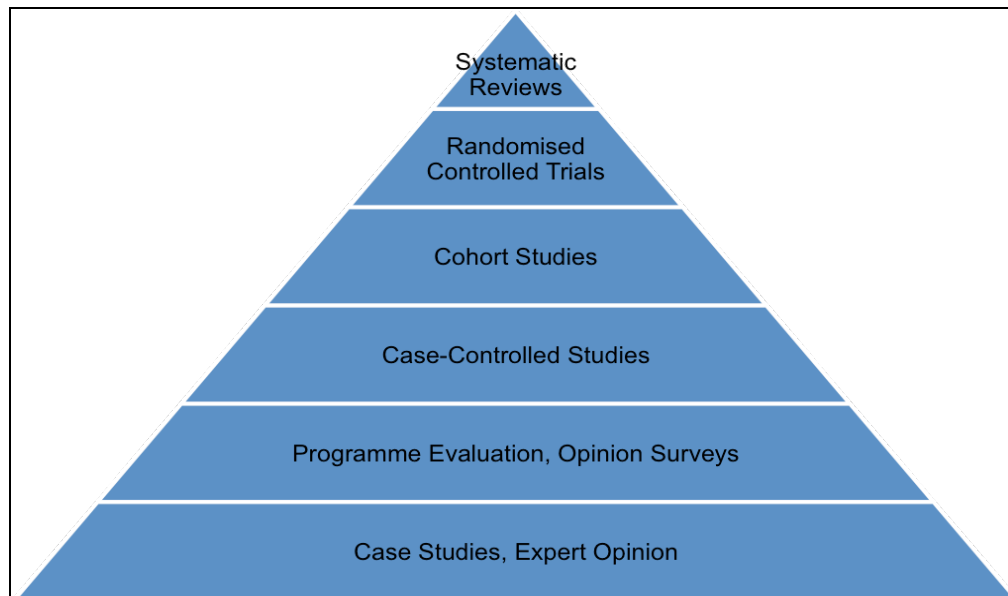 Systematic
Reviews
Randomised
Controlled Trials
Cohort Studies
Case-Controlled Studies
Programme Evaluation, Opinion Surveys
Case Studies, Expert Opinion